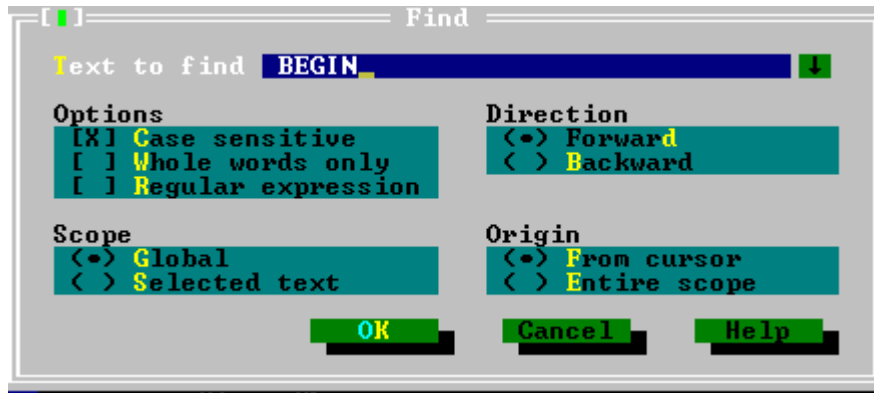 [ ] Find
Text to find BEGIN_ ↓
Options
[X] Case sensitive
[ ] Whole words only
[ ] Regular expression
Direction
(•) Forward
( ) Backward
Scope
(•) Global
( ) Selected text
Origin
(•) From cursor
( ) Entire scope
OK Cancel Help